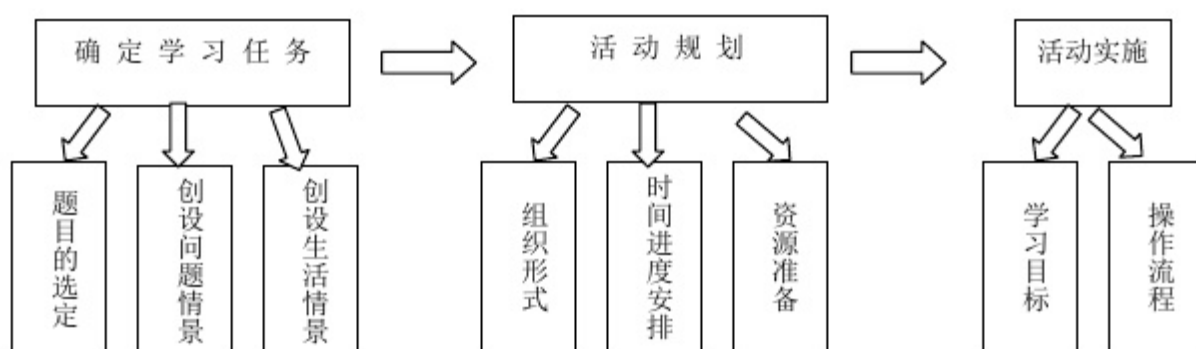 确定学习任务
活动规划
活动实施
题目的选定
创设问题情景
创设生活情景
组织形式
时间进度安排
资源准备
学习目标
操作流程